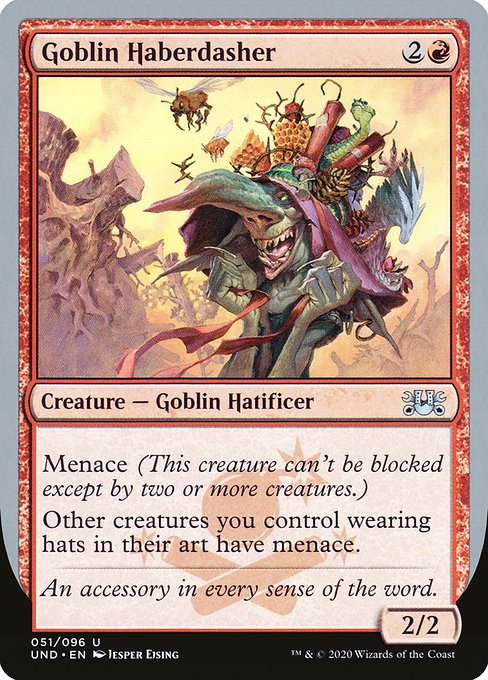 Goblin Haberdasher 2
Creature — Goblin Hatificer
Menace (This creature can't be blocked
except by two or more creatures.)
Other creatures you control wearing
hats in their art have menace.
An accessory in every sense of the word.
2/2
051/096 U
UND • EN Jesper Ejsing
™ & © 2020 Wizards of the Coast